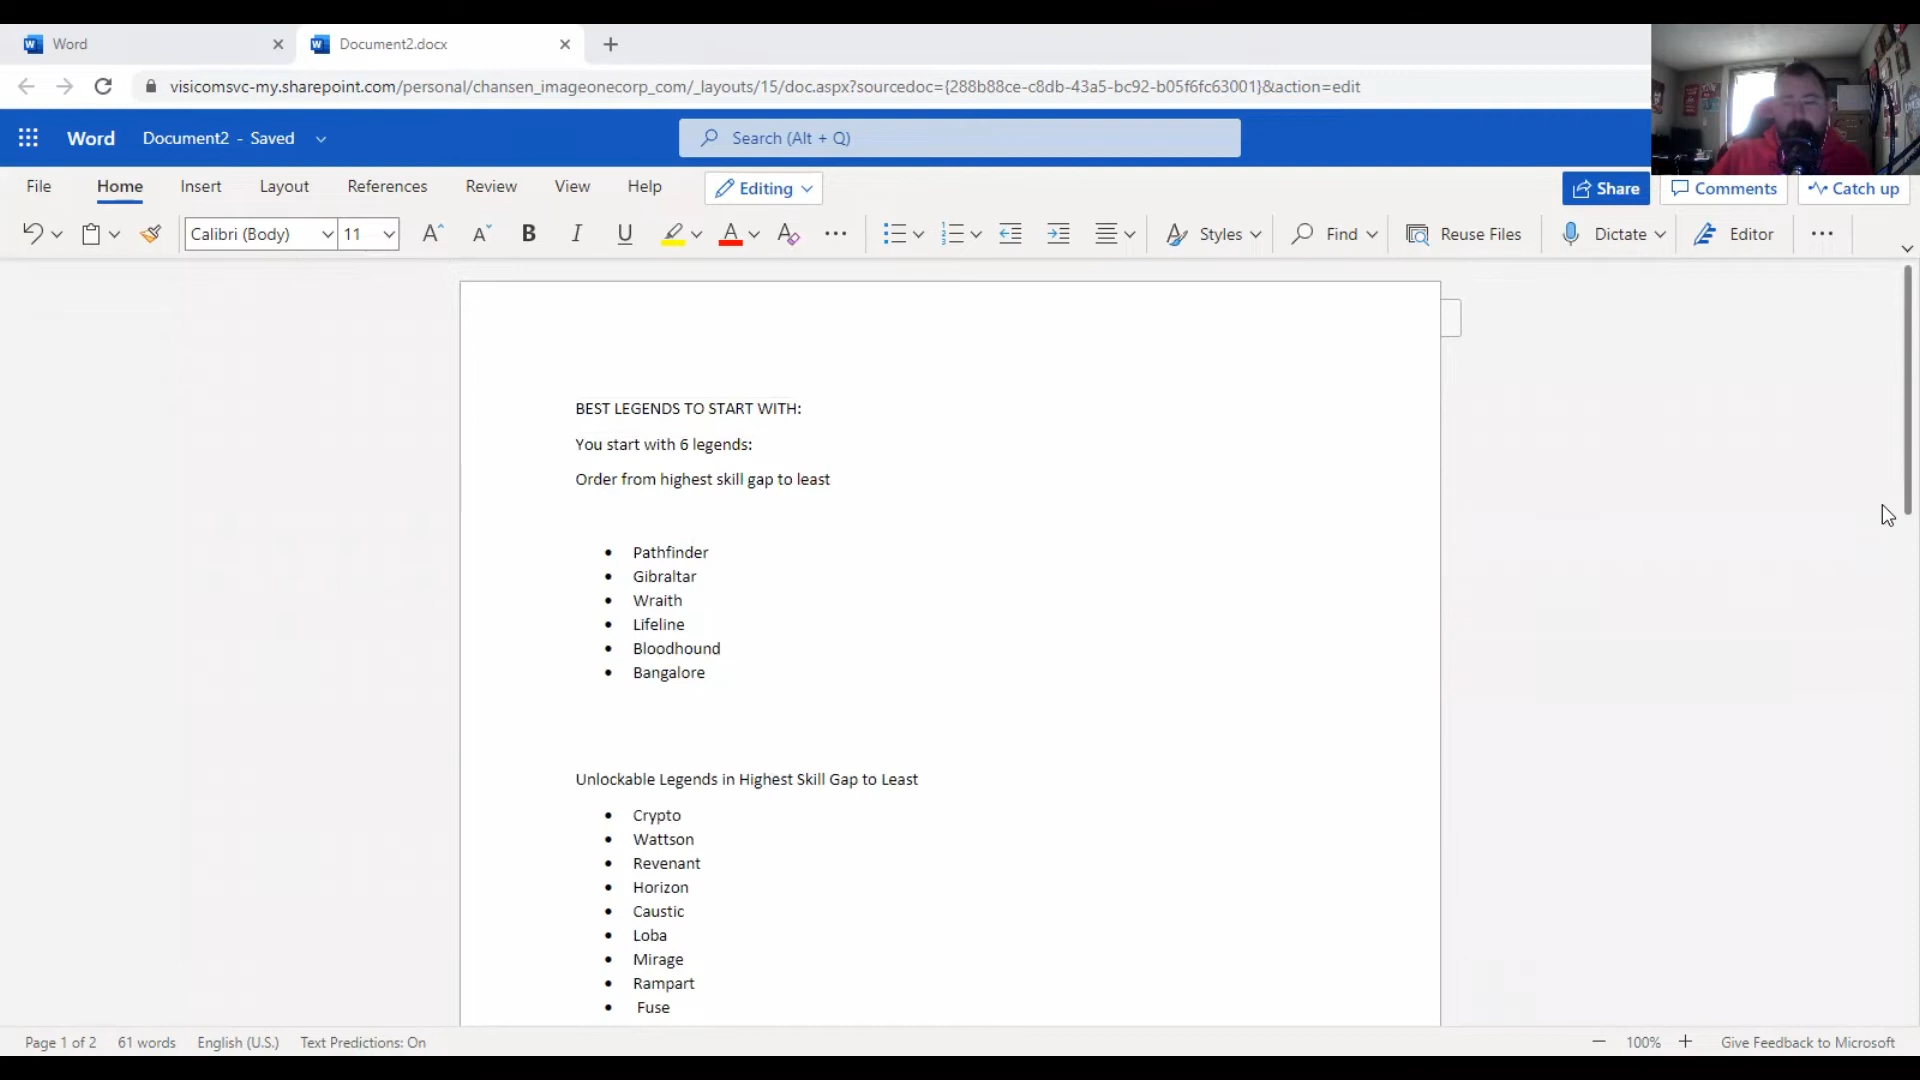 Word
Document2.docx
visicomsvc-my.sharepoint.com/personal/chansen_imageonecorp_com/_layouts/15/doc.aspx?sourcedoc={288b88ce-c8db-43a5-bc92-b05f6fc63001}&action=edit
Word Document2 - Saved Search (Alt + Q)
File Home Insert Layout References Review View Help Editing Share Comments Catch up
Calibri (Body) 11 A A B I U A A Styles Find Reuse Files Dictate Editor
BEST LEGENDS TO START WITH:
You start with 6 legends:
Order from highest skill gap to least
• Pathfinder
• Gibraltar
• Wraith
• Lifeline
• Bloodhound
• Bangalore
Unlockable Legends in Highest Skill Gap to Least
• Crypto
• Wattson
• Revenant
• Horizon
• Caustic
• Loba
• Mirage
• Rampart
• Fuse
Page 1 of 2 61 words English (U.S.) Text Predictions: On 100% Give Feedback to Microsoft